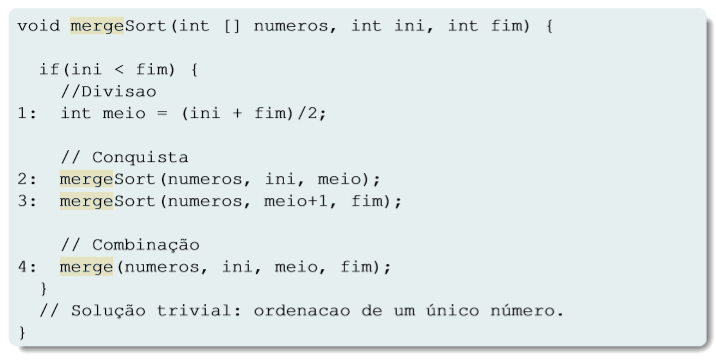 void mergeSort(int [] numeros, int ini, int fim) {
if(ini < fim) {
//Divisao
1: int meio = (ini + fim)/2;
// Conquista
2: mergeSort(numeros, ini, meio);
3: mergeSort(numeros, meio+1, fim);
// Combinação
4: merge(numeros, ini, meio, fim);
}
// Solução trivial: ordenacao de um único número.
}